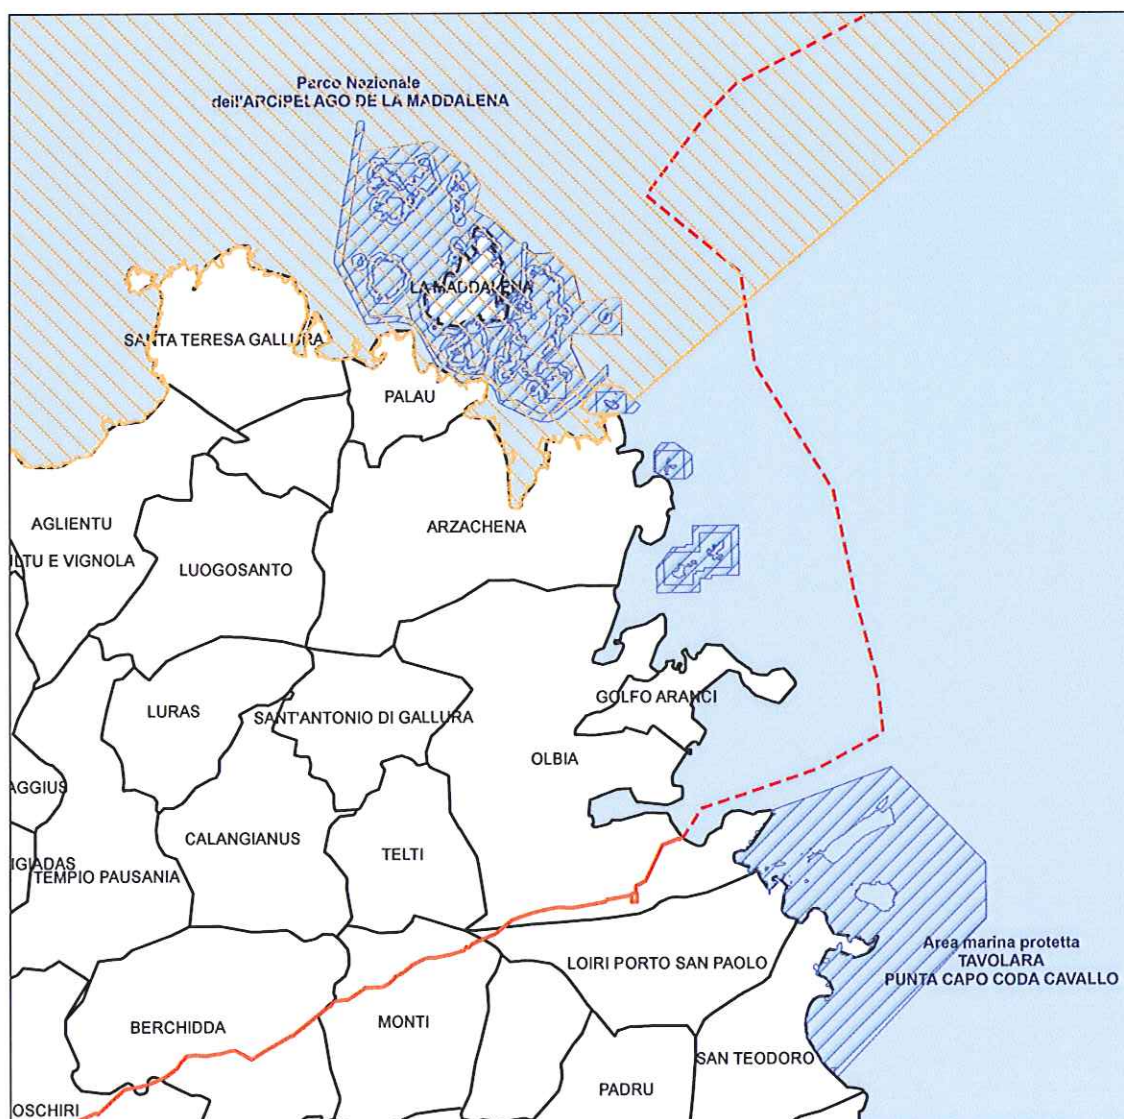 Parco Nazionale
dell'ARCIPELAGO DE LA MADDALENA
LA MADDALENA
SANTA TERESA GALLURA
PALAU
AGLIENTU
ARZACHENA
LTU E VIGNOLA
LUOGOSANTO
GOLFO ARANCI
LURAS
SANT'ANTONIO DI GALLURA
OLBIA
AGGIUS
CALANGIANUS
TELTI
IGIADAS
TEMPIO PAUSANIA
Area marina protetta
TAVOLARA
PUNTA CAPO CODA CAVALLO
LOIRI PORTO SAN PAOLO
BERCHIDDA
MONTI
SAN TEODORO
PADRU
OSCHIRI